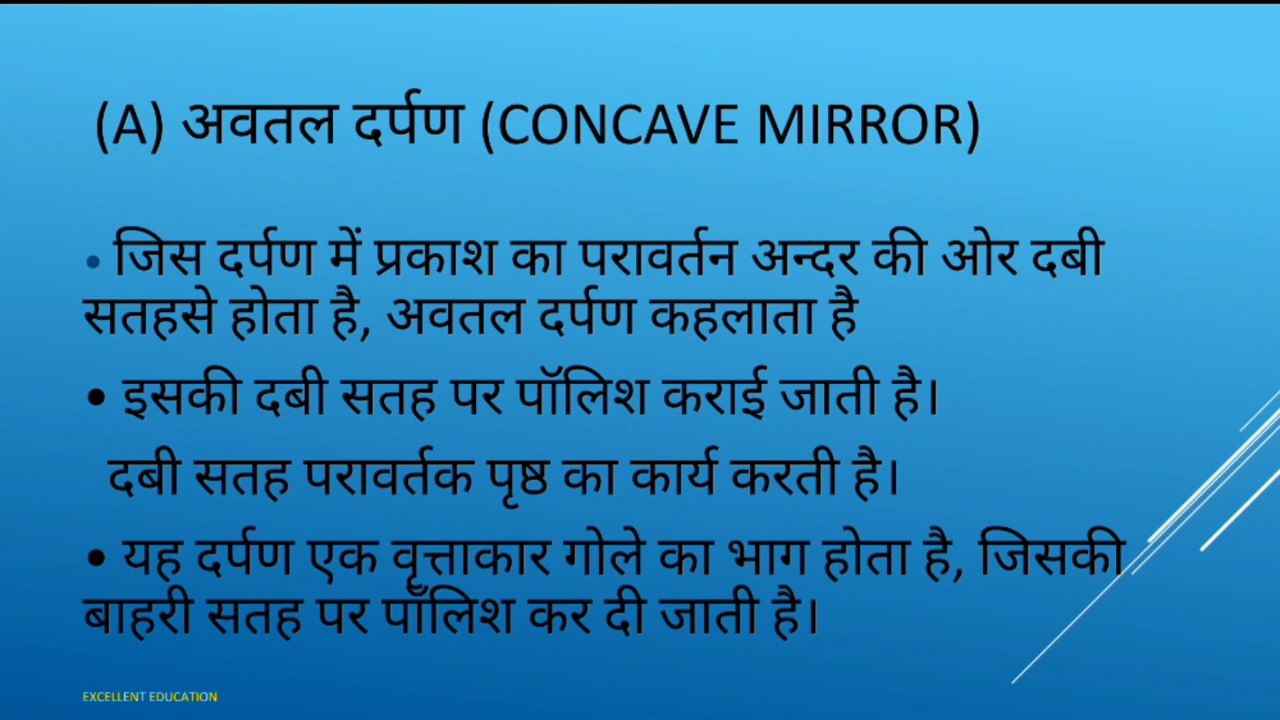 (A) अवतल दर्पण (CONCAVE MIRROR)
• जिस दर्पण में प्रकाश का परावर्तन अन्दर की ओर दबी
सतहसे होता है, अवतल दर्पण कहलाता है
• इसकी दबी सतह पर पॉलिश कराई जाती है।
दबी सतह परावर्तक पृष्ठ का कार्य करती है।
• यह दर्पण एक वृत्ताकार गोले का भाग होता है, जिसकी
बाहरी सतह पर पॉलिश कर दी जाती है।
EXCELLENT EDUCATION